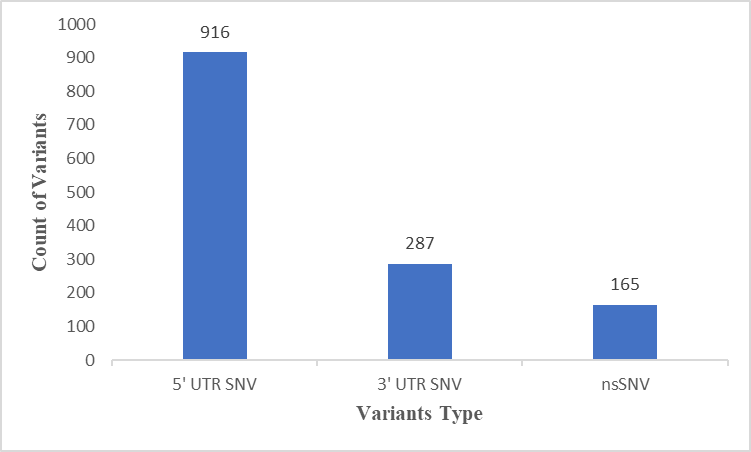 1000
900
800
700
600
500
400
300
200
100
0
Count of Variants
916
287
165
5' UTR SNV
3' UTR SNV
nsSNV
Variants Type